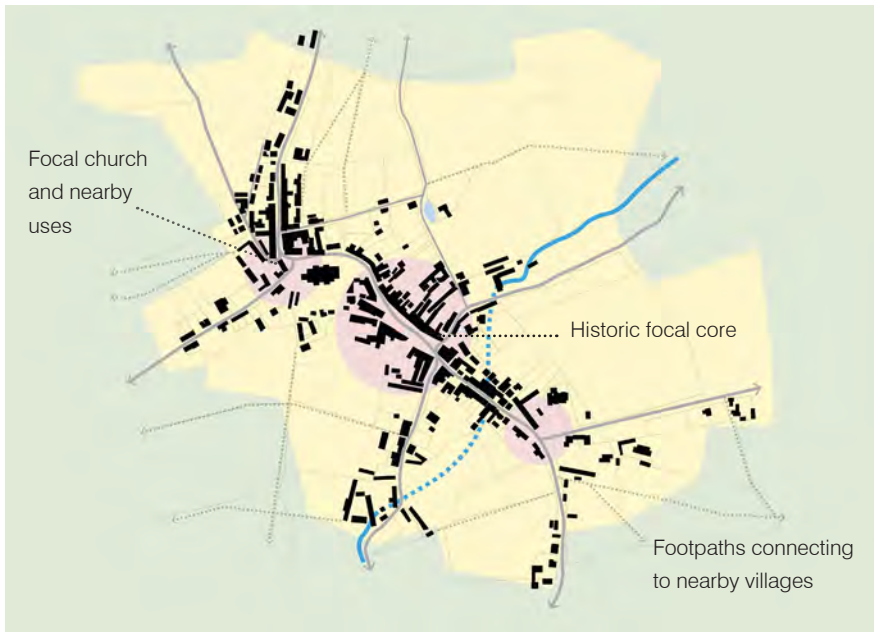 Focal church
and nearby
uses
Historic focal core
Footpaths connecting
to nearby villages